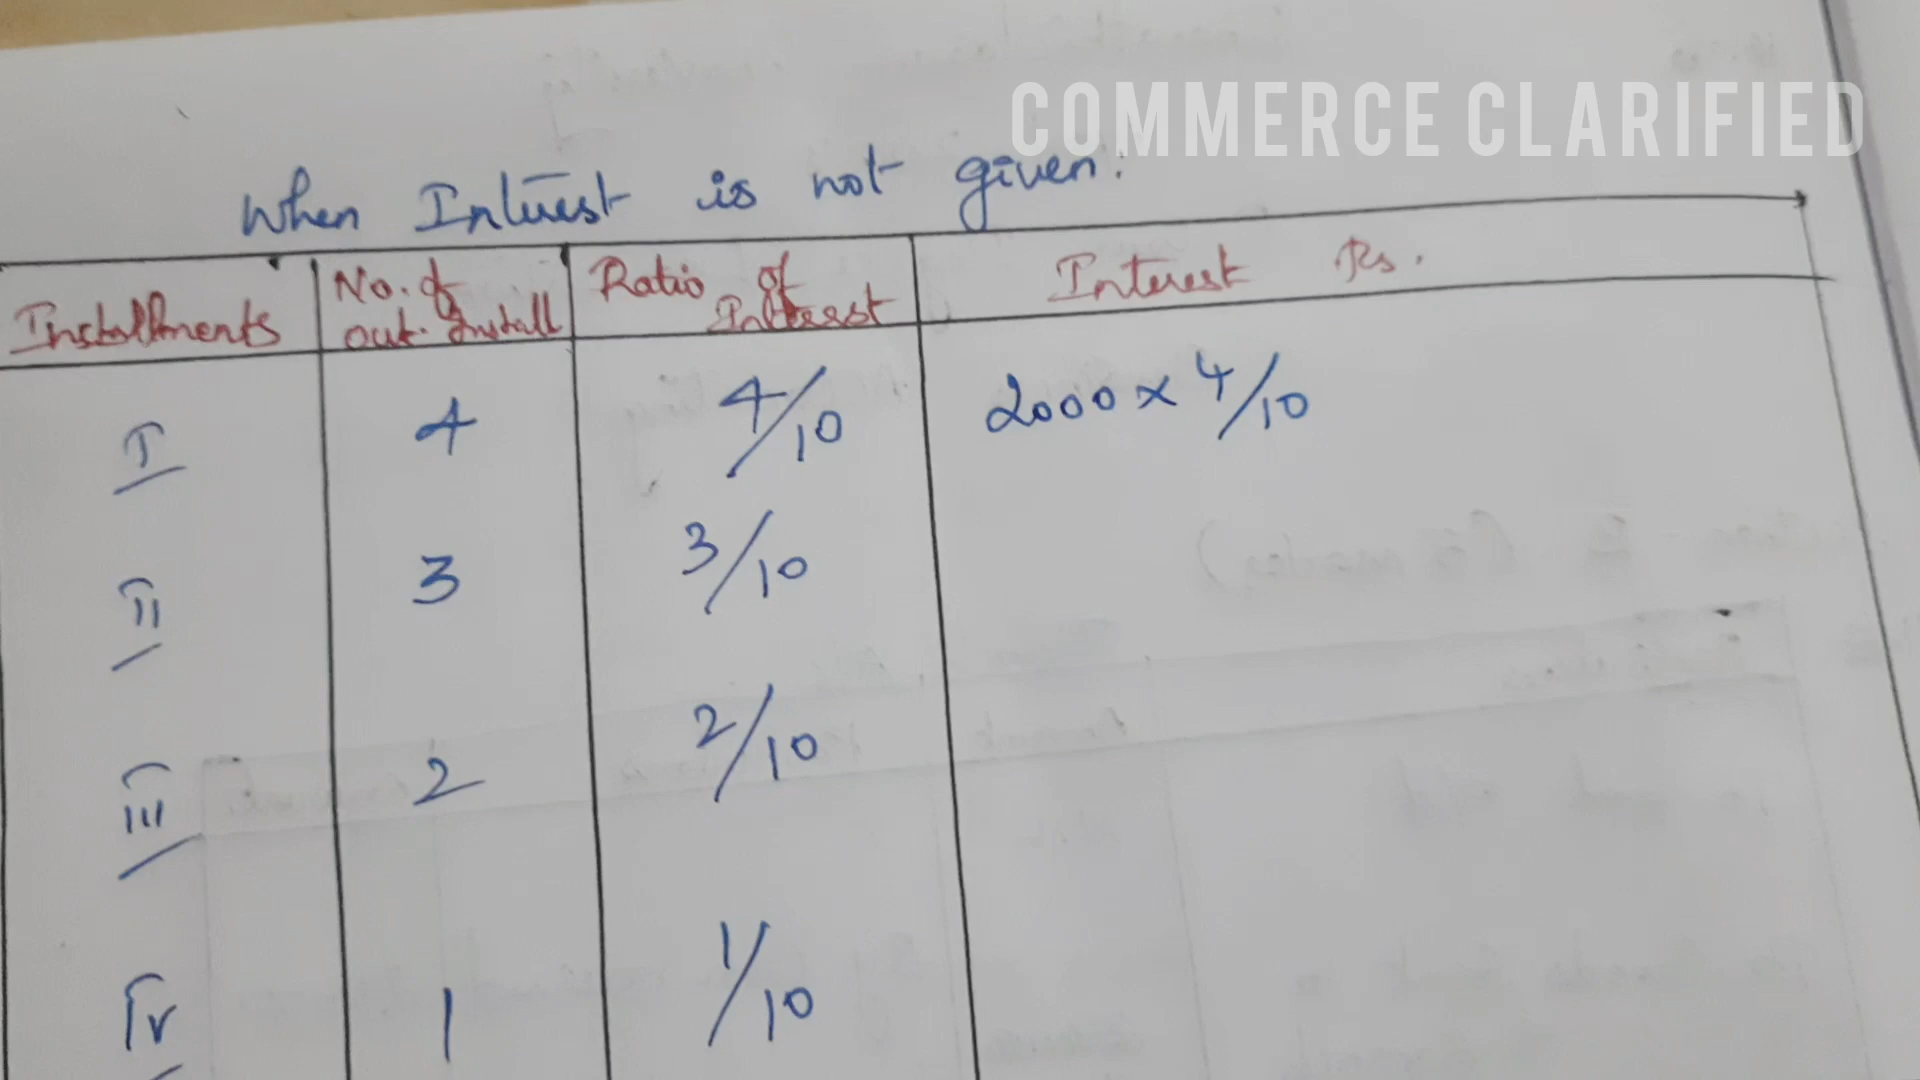 COMMERCE CLARIFIED
When Interest is not given:
Installments | No. of out. Install | Ratio of Interest | Interest Rs.
I 4 4/10 2000 x 4/10
II 3 3/10
III 2 2/10
IV 1 1/10